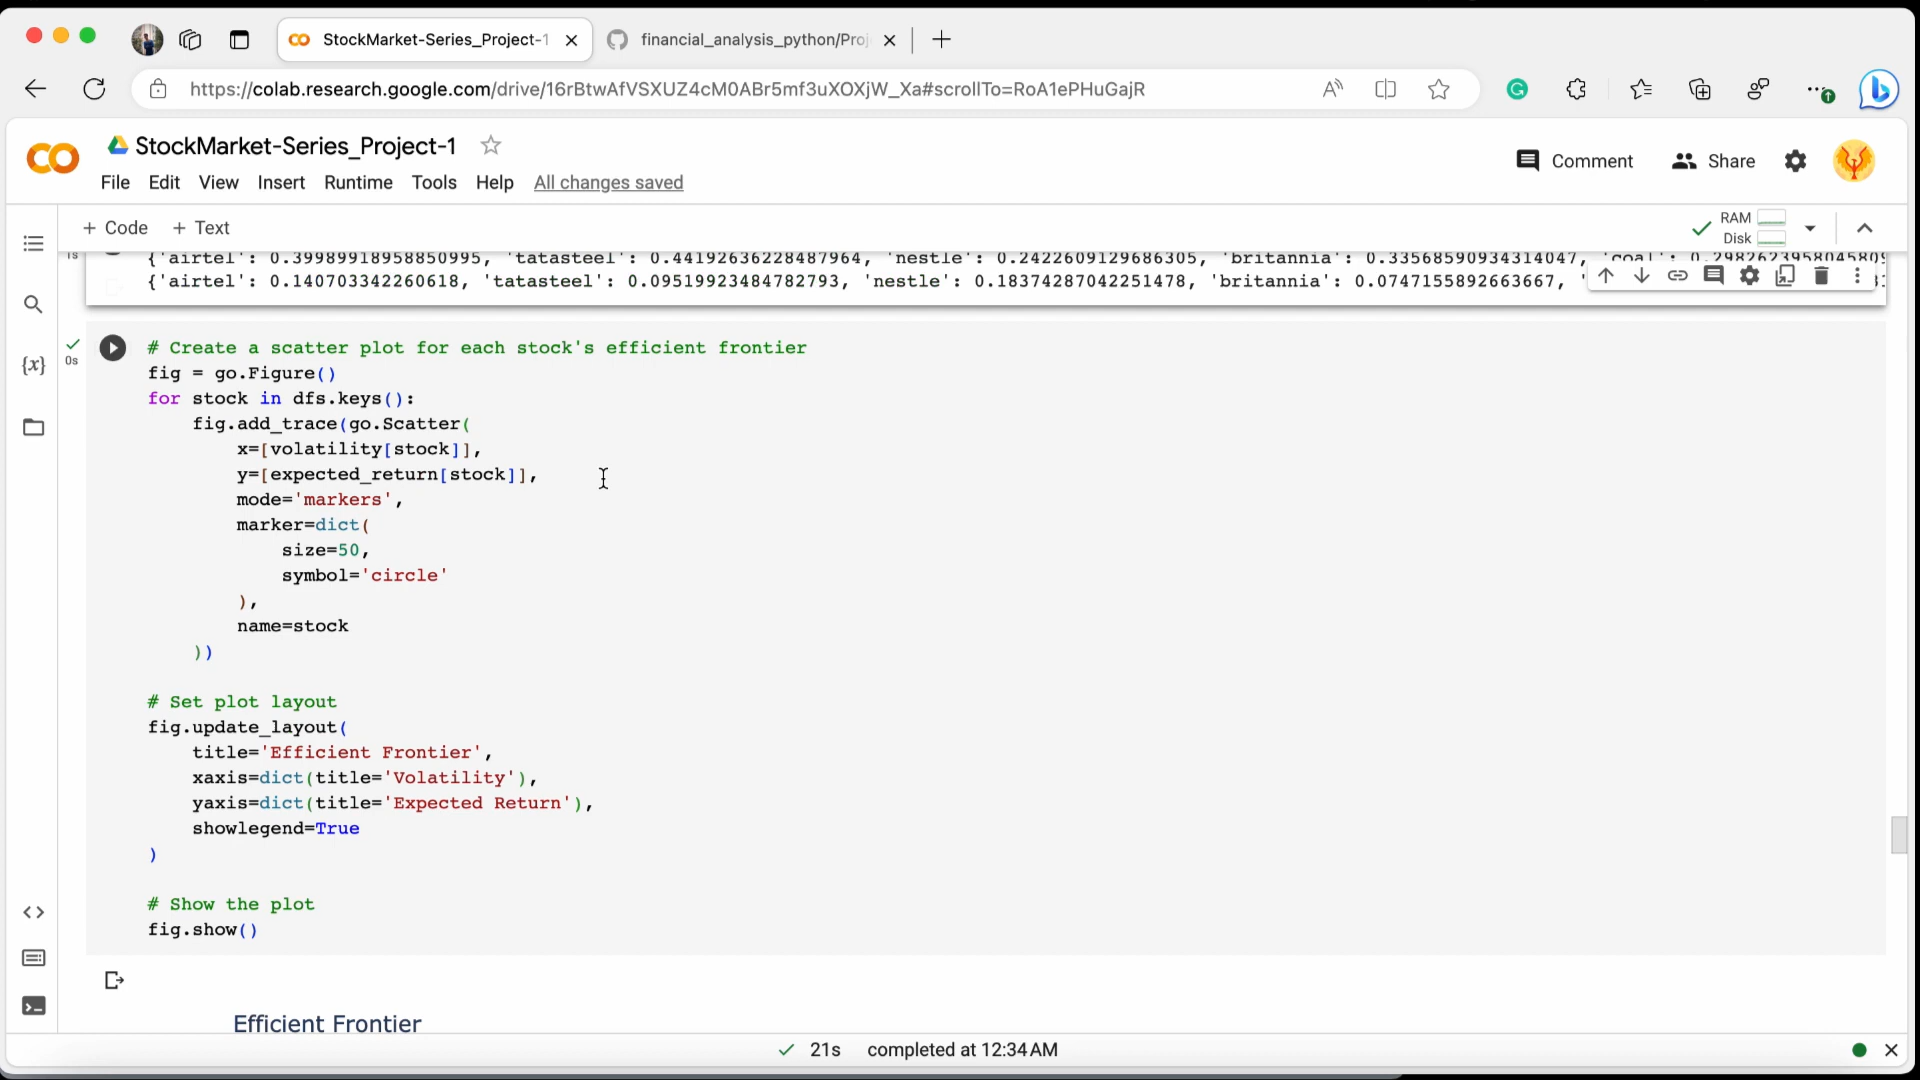 StockMarket-Series_Project-1
financial_analysis_python/Proj
https://colab.research.google.com/drive/16rBtwAfVSXUZ4cM0ABr5mf3uXOXjW_Xa#scrollTo=RoA1ePHuGajR
StockMarket-Series_Project-1
Comment
Share
File Edit View Insert Runtime Tools Help All changes saved
+ Code + Text
RAM
Disk
1s
{'airtel': 0.39989918958850995, 'tatasteel': 0.44192636228487964, 'nestle': 0.2422609129686305, 'britannia': 0.33568590934314047, 'coal': 0.2982623958045809
{'airtel': 0.140703342260618, 'tatasteel': 0.09519923484782793, 'nestle': 0.18374287042251478, 'britannia': 0.0747155892663667, '
0s
# Create a scatter plot for each stock's efficient frontier
fig = go.Figure()
for stock in dfs.keys():
fig.add_trace(go.Scatter(
x=[volatility[stock]],
y=[expected_return[stock]],
mode='markers',
marker=dict(
size=50,
symbol='circle'
),
name=stock
))
# Set plot layout
fig.update_layout(
title='Efficient Frontier',
xaxis=dict(title='Volatility'),
yaxis=dict(title='Expected Return'),
showlegend=True
)
# Show the plot
fig.show()
Efficient Frontier
21s completed at 12:34 AM